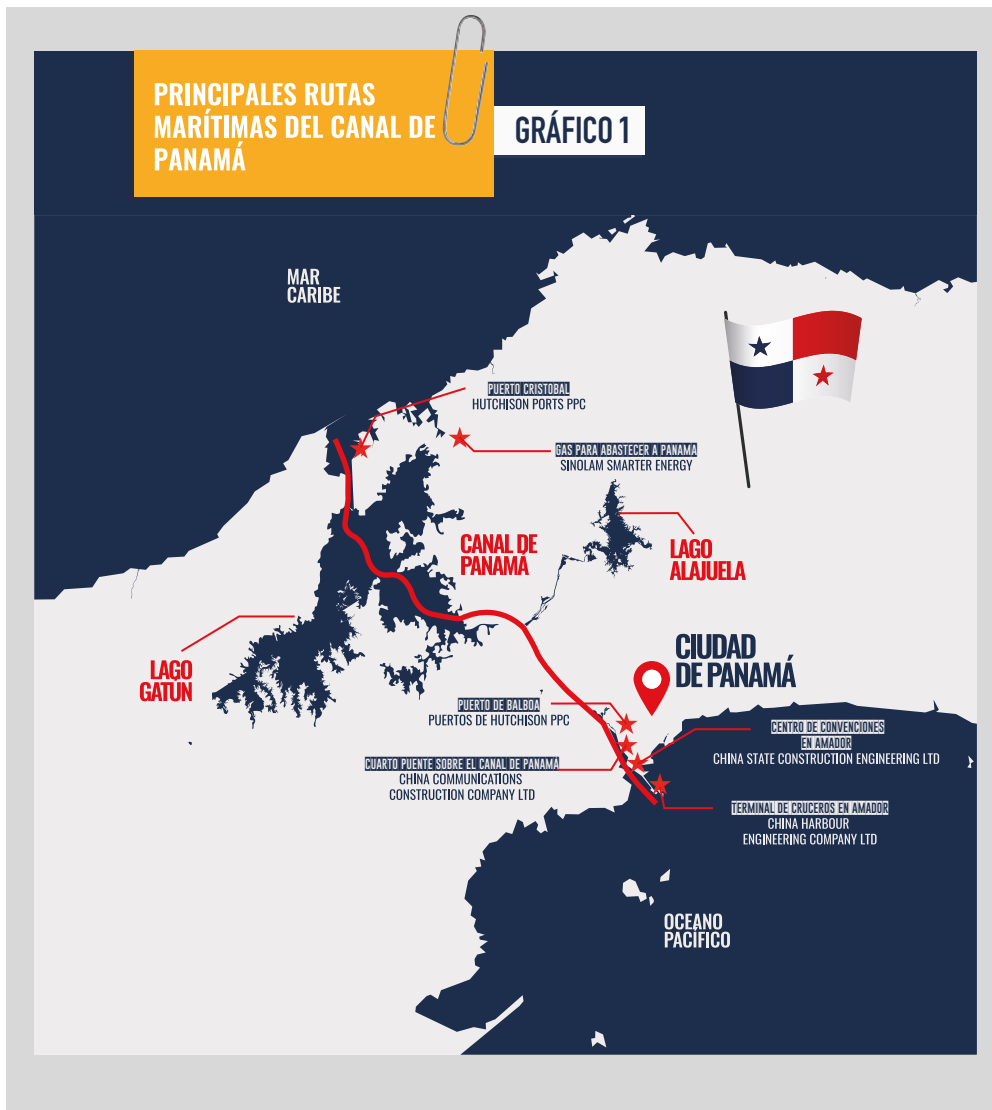 PRINCIPALES RUTAS
MARÍTIMAS DEL CANAL DE
PANAMÁ
GRÁFICO 1
MAR
CARIBE
PUERTO CRISTOBAL
HUTCHISON PORTS PPC
GAS PARA ABASTECER A PANAMA
SINOLAM SMARTER ENERGY
CANAL DE
PANAMÁ
LAGO
ALAJUELA
LAGO
GATUN
CIUDAD
DE PANAMÁ
PUERTO DE BALBOA
PUERTOS DE HUTCHISON PPC
CENTRO DE CONVENCIONES
EN AMADOR
CHINA STATE CONSTRUCTION ENGINEERING LTD
CUARTO PUENTE SOBRE EL CANAL DE PANAMA
CHINA COMMUNICATIONS
CONSTRUCTION COMPANY LTD
TERMINAL DE CRUCEROS EN AMADOR
CHINA HARBOUR
ENGINEERING COMPANY LTD
OCEANO
PACÍFICO